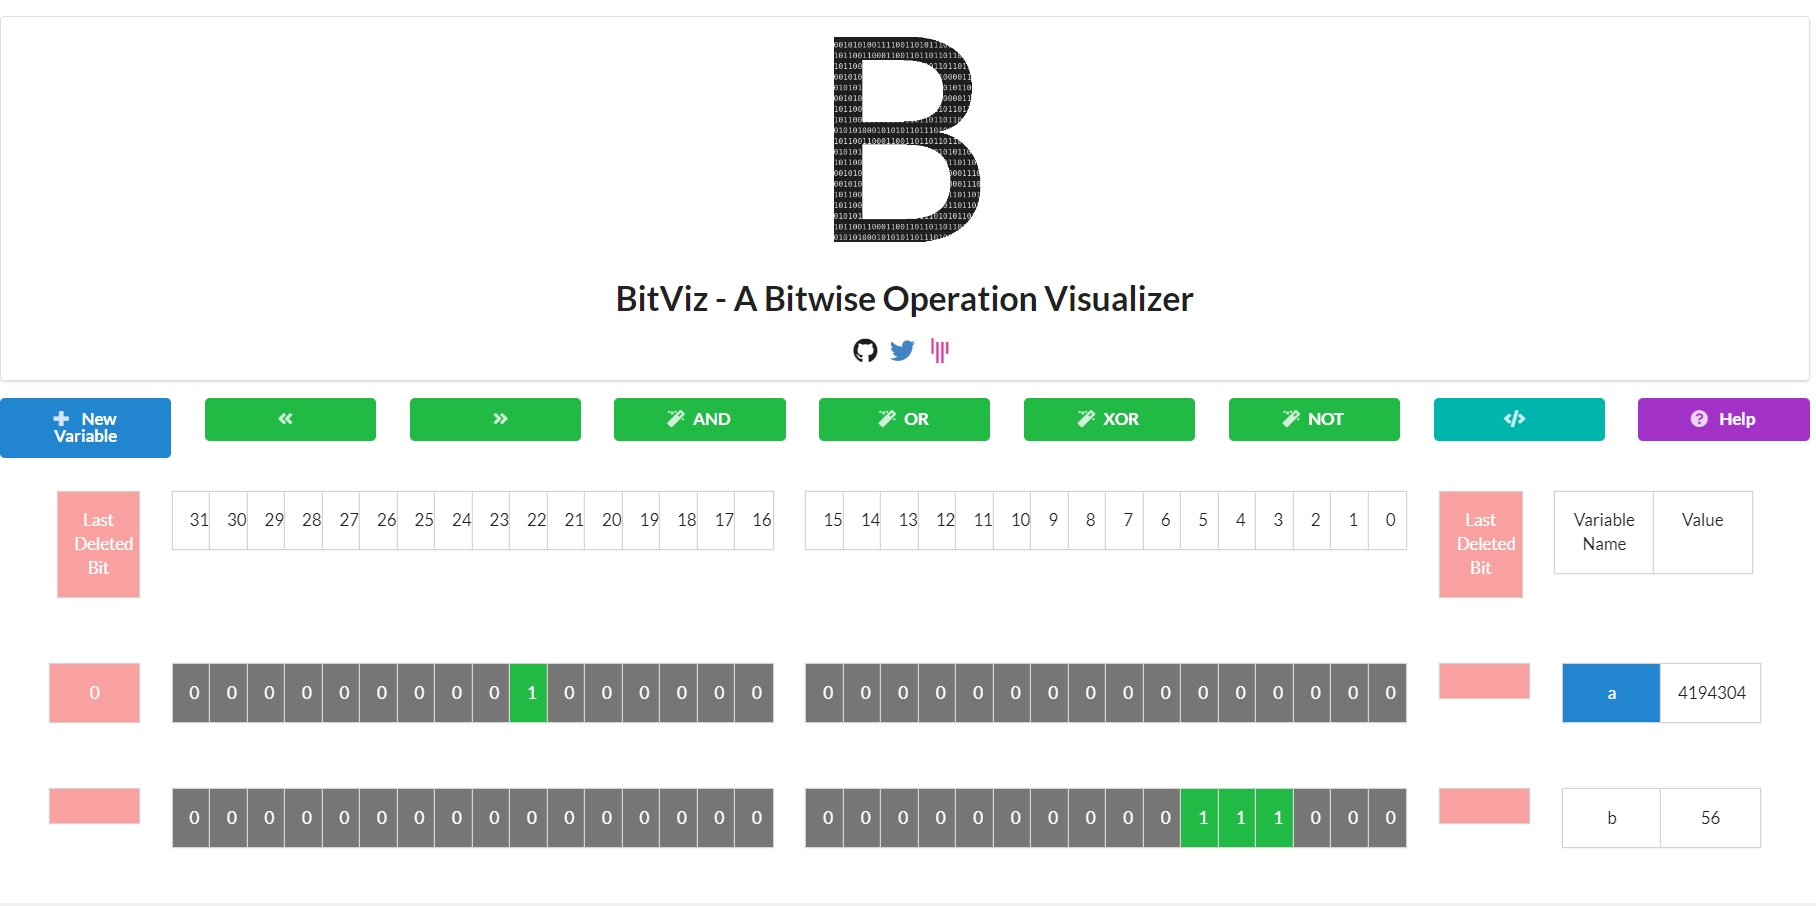 BitViz - A Bitwise Operation Visualizer
New
Variable
AND
OR
XOR
NOT
Help
Last
Deleted
Bit
31 30 29 28 27 26 25 24 23 22 21 20 19 18 17 16
15 14 13 12 11 10 9 8 7 6 5 4 3 2 1 0
Last
Deleted
Bit
Variable
Name
Value
0
0 0 0 0 0 0 0 0 0 1 0 0 0 0 0 0
0 0 0 0 0 0 0 0 0 0 0 0 0 0 0 0
a
4194304
0 0 0 0 0 0 0 0 0 0 0 0 0 0 0 0
0 0 0 0 0 0 0 0 0 0 1 1 1 0 0 0
b
56